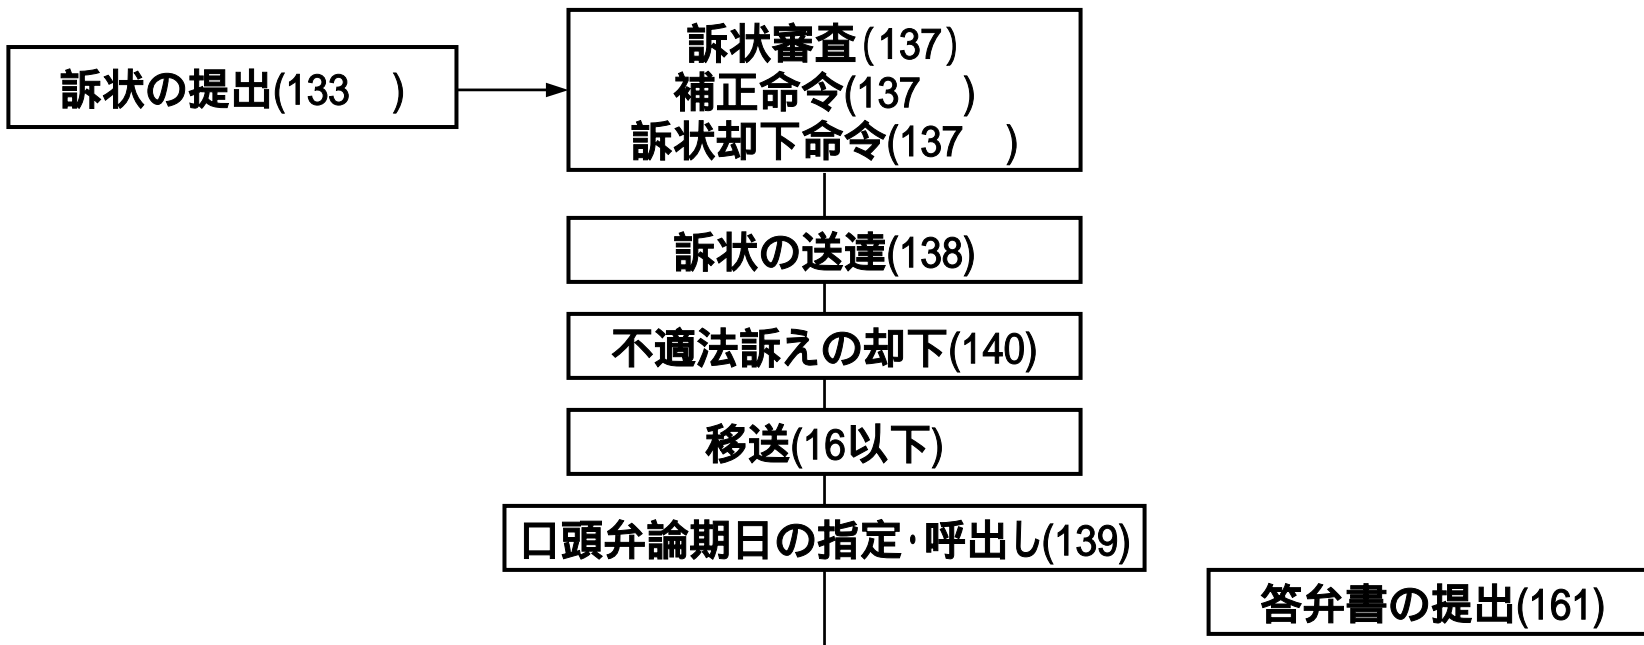 訴状の提出(133　)
訴状審査(137)
補正命令(137　)
訴状却下命令(137　)
訴状の送達(138)
不適法訴えの却下(140)
移送(16以下)
口頭弁論期日の指定･呼出し(139)
答弁書の提出(161)